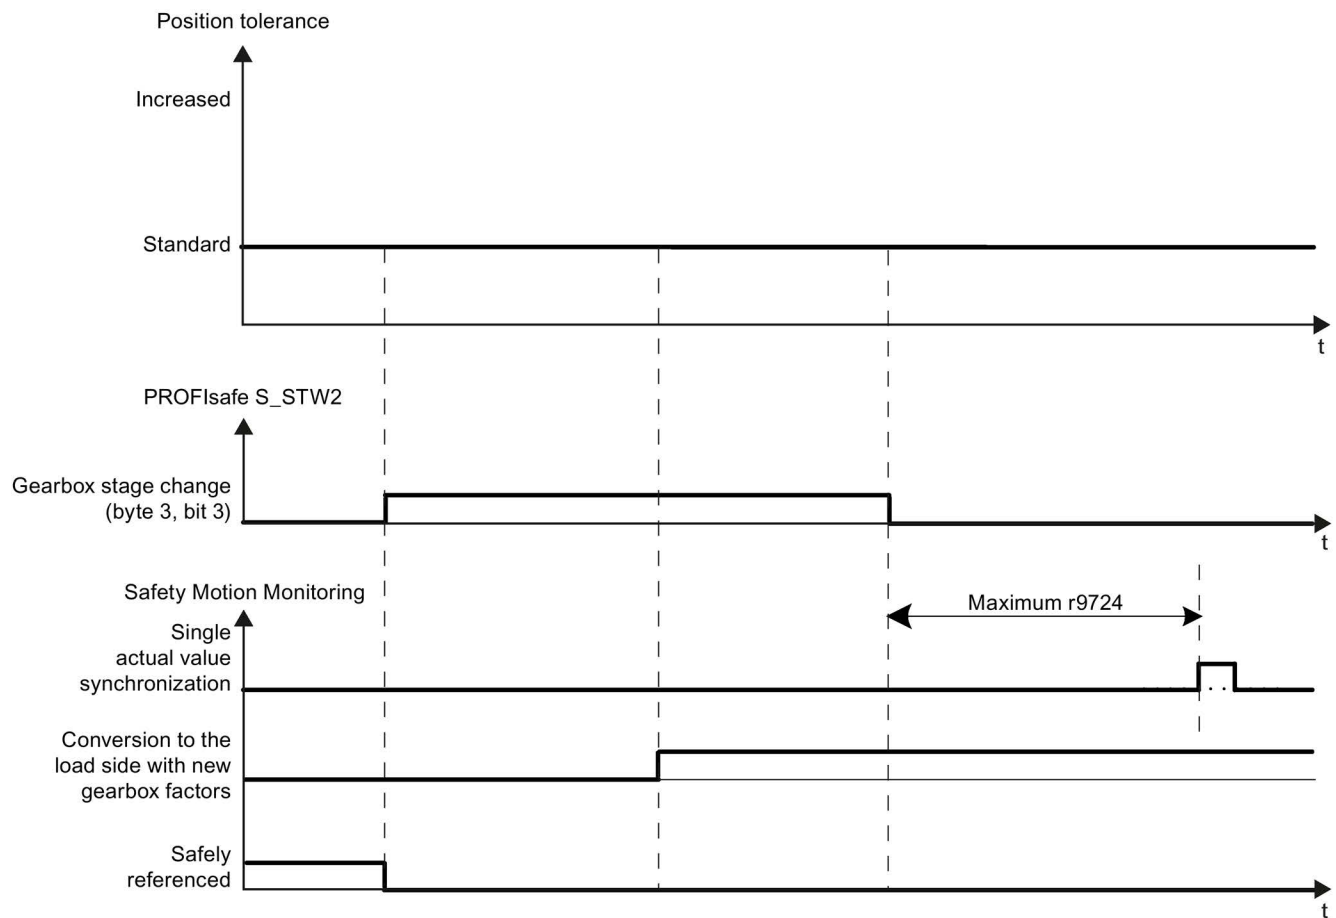 Position tolerance
Increased
Standard
t
PROFIsafe S_STW2
Gearbox stage change
(byte 3, bit 3)
t
Safety Motion Monitoring
Maximum r9724
Single
actual value
synchronization
Conversion to the
load side with new
gearbox factors
Safely
referenced
t